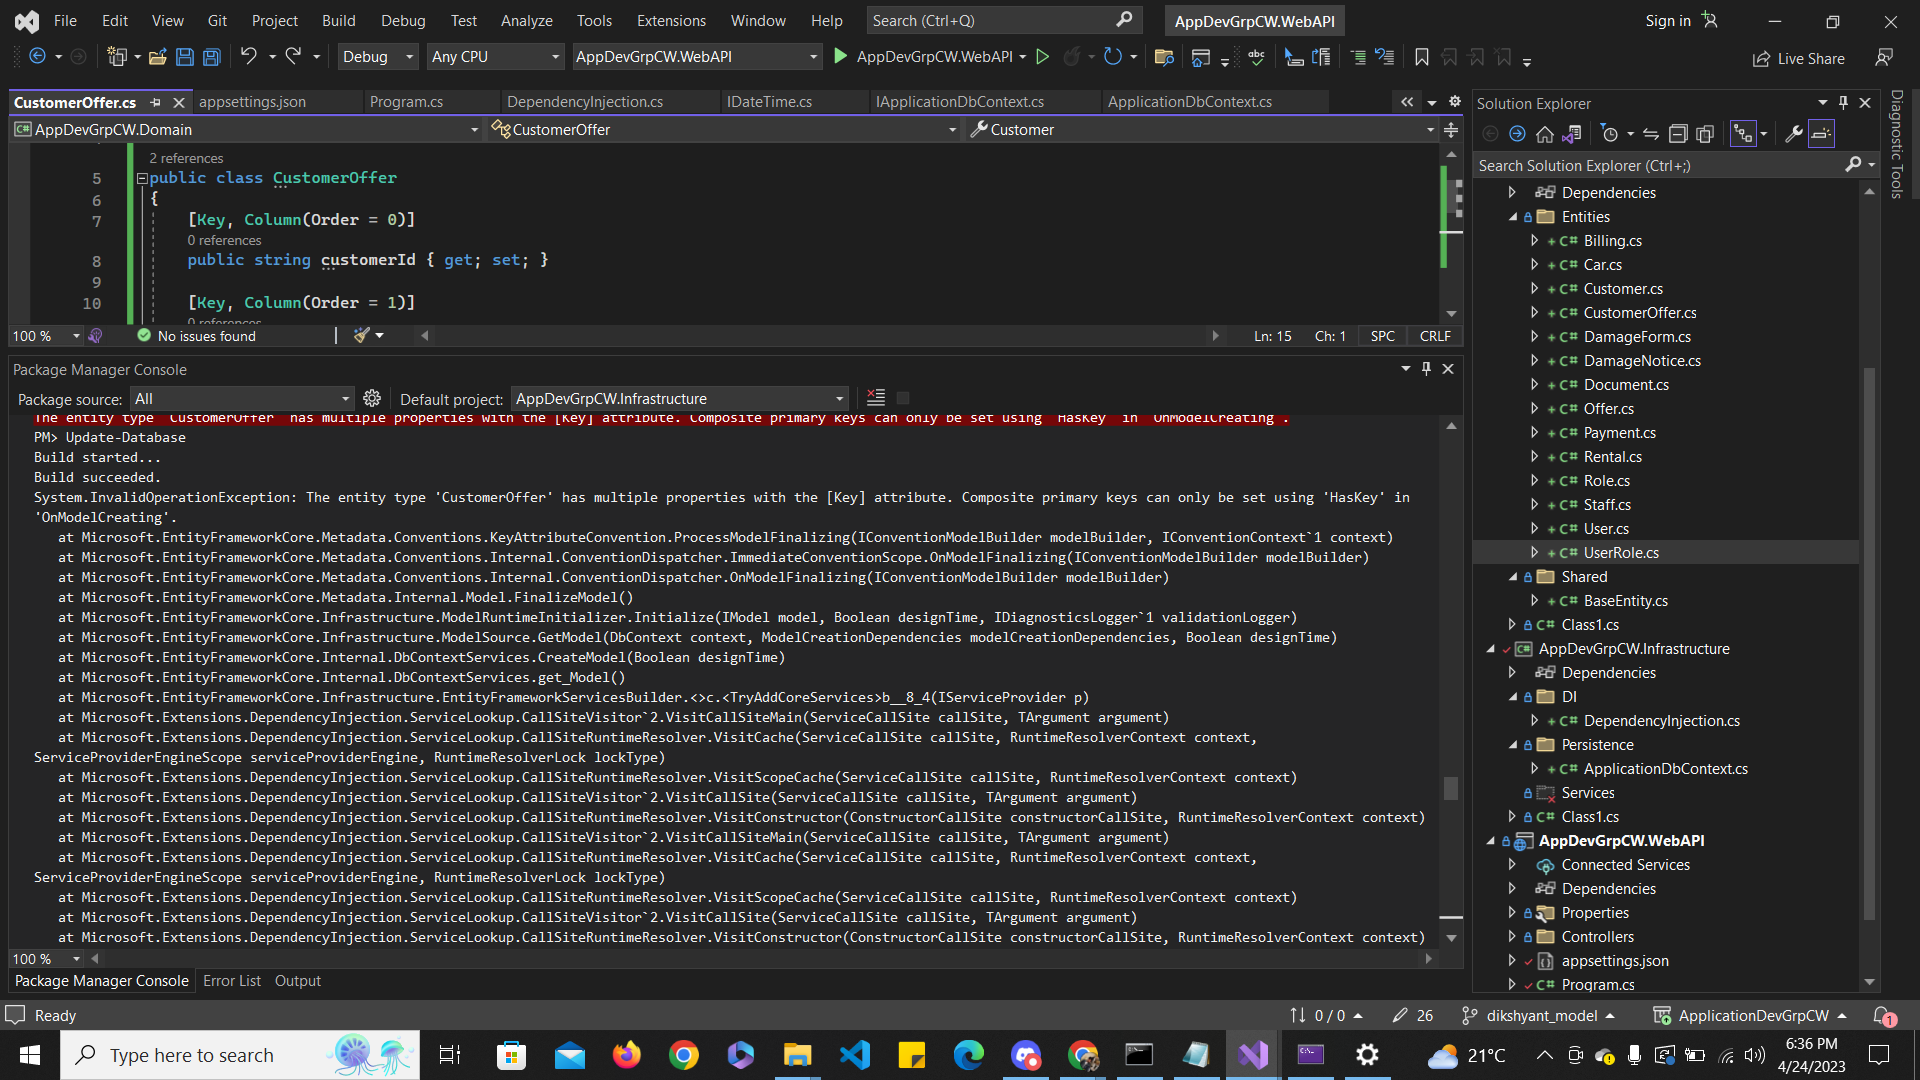 File Edit View Git Project Build Debug Test Analyze Tools Extensions Window Help Search (Ctrl+Q) AppDevGrpCW.WebAPI Sign in
Debug Any CPU AppDevGrpCW.WebAPI AppDevGrpCW.WebAPI Live Share
CustomerOffer.cs appsettings.json Program.cs DependencyInjection.cs IDateTime.cs IApplicationDbContext.cs ApplicationDbContext.cs
AppDevGrpCW.Domain CustomerOffer Customer
2 references
5 public class CustomerOffer
6 {
7 [Key, Column(Order = 0)]
0 references
8 public string customerId { get; set; }
9
10 [Key, Column(Order = 1)]
0 references
100 % No issues found Ln: 15 Ch: 1 SPC CRLF
Package Manager Console
Package source: All Default project: AppDevGrpCW.Infrastructure
The entity type 'CustomerOffer' has multiple properties with the [Key] attribute. Composite primary keys can only be set using 'HasKey' in 'OnModelCreating'.
PM> Update-Database
Build started...
Build succeeded.
System.InvalidOperationException: The entity type 'CustomerOffer' has multiple properties with the [Key] attribute. Composite primary keys can only be set using 'HasKey' in
'OnModelCreating'.
at Microsoft.EntityFrameworkCore.Metadata.Conventions.KeyAttributeConvention.ProcessModelFinalizing(IConventionModelBuilder modelBuilder, IConventionContext`1 context)
at Microsoft.EntityFrameworkCore.Metadata.Conventions.Internal.ConventionDispatcher.ImmediateConventionScope.OnModelFinalizing(IConventionModelBuilder modelBuilder)
at Microsoft.EntityFrameworkCore.Metadata.Conventions.Internal.ConventionDispatcher.OnModelFinalizing(IConventionModelBuilder modelBuilder)
at Microsoft.EntityFrameworkCore.Metadata.Internal.Model.FinalizeModel()
at Microsoft.EntityFrameworkCore.Infrastructure.ModelRuntimeInitializer.Initialize(IModel model, Boolean designTime, IDiagnosticsLogger`1 validationLogger)
at Microsoft.EntityFrameworkCore.Infrastructure.ModelSource.GetModel(DbContext context, ModelCreationDependencies modelCreationDependencies, Boolean designTime)
at Microsoft.EntityFrameworkCore.Internal.DbContextServices.CreateModel(Boolean designTime)
at Microsoft.EntityFrameworkCore.Internal.DbContextServices.get_Model()
at Microsoft.EntityFrameworkCore.Infrastructure.EntityFrameworkServicesBuilder.<>c.<TryAddCoreServices>b__8_4(IServiceProvider p)
at Microsoft.Extensions.DependencyInjection.ServiceLookup.CallSiteVisitor`2.VisitCallSiteMain(ServiceCallSite callSite, TArgument argument)
at Microsoft.Extensions.DependencyInjection.ServiceLookup.CallSiteRuntimeResolver.VisitCache(ServiceCallSite callSite, RuntimeResolverContext context,
ServiceProviderEngineScope serviceProviderEngine, RuntimeResolverLock lockType)
at Microsoft.Extensions.DependencyInjection.ServiceLookup.CallSiteRuntimeResolver.VisitScopeCache(ServiceCallSite callSite, RuntimeResolverContext context)
at Microsoft.Extensions.DependencyInjection.ServiceLookup.CallSiteVisitor`2.VisitCallSite(ServiceCallSite callSite, TArgument argument)
at Microsoft.Extensions.DependencyInjection.ServiceLookup.CallSiteRuntimeResolver.VisitConstructor(ConstructorCallSite constructorCallSite, RuntimeResolverContext context)
at Microsoft.Extensions.DependencyInjection.ServiceLookup.CallSiteVisitor`2.VisitCallSiteMain(ServiceCallSite callSite, TArgument argument)
at Microsoft.Extensions.DependencyInjection.ServiceLookup.CallSiteRuntimeResolver.VisitCache(ServiceCallSite callSite, RuntimeResolverContext context,
ServiceProviderEngineScope serviceProviderEngine, RuntimeResolverLock lockType)
at Microsoft.Extensions.DependencyInjection.ServiceLookup.CallSiteRuntimeResolver.VisitScopeCache(ServiceCallSite callSite, RuntimeResolverContext context)
at Microsoft.Extensions.DependencyInjection.ServiceLookup.CallSiteVisitor`2.VisitCallSite(ServiceCallSite callSite, TArgument argument)
at Microsoft.Extensions.DependencyInjection.ServiceLookup.CallSiteRuntimeResolver.VisitConstructor(ConstructorCallSite constructorCallSite, RuntimeResolverContext context)
100 %
Package Manager Console Error List Output
Solution Explorer
Search Solution Explorer (Ctrl+;)
Dependencies
Entities
C# Billing.cs
C# Car.cs
C# Customer.cs
C# CustomerOffer.cs
C# DamageForm.cs
C# DamageNotice.cs
C# Document.cs
C# Offer.cs
C# Payment.cs
C# Rental.cs
C# Role.cs
C# Staff.cs
C# User.cs
C# UserRole.cs
Shared
C# BaseEntity.cs
C# Class1.cs
AppDevGrpCW.Infrastructure
Dependencies
DI
C# DependencyInjection.cs
Persistence
C# ApplicationDbContext.cs
Services
C# Class1.cs
AppDevGrpCW.WebAPI
Connected Services
Dependencies
Properties
Controllers
appsettings.json
C# Program.cs
Diagnostic Tools
Ready 0 / 0 26 dikshyant_model ApplicationDevGrpCW 1
Type here to search 21°C 6:36 PM
4/24/2023